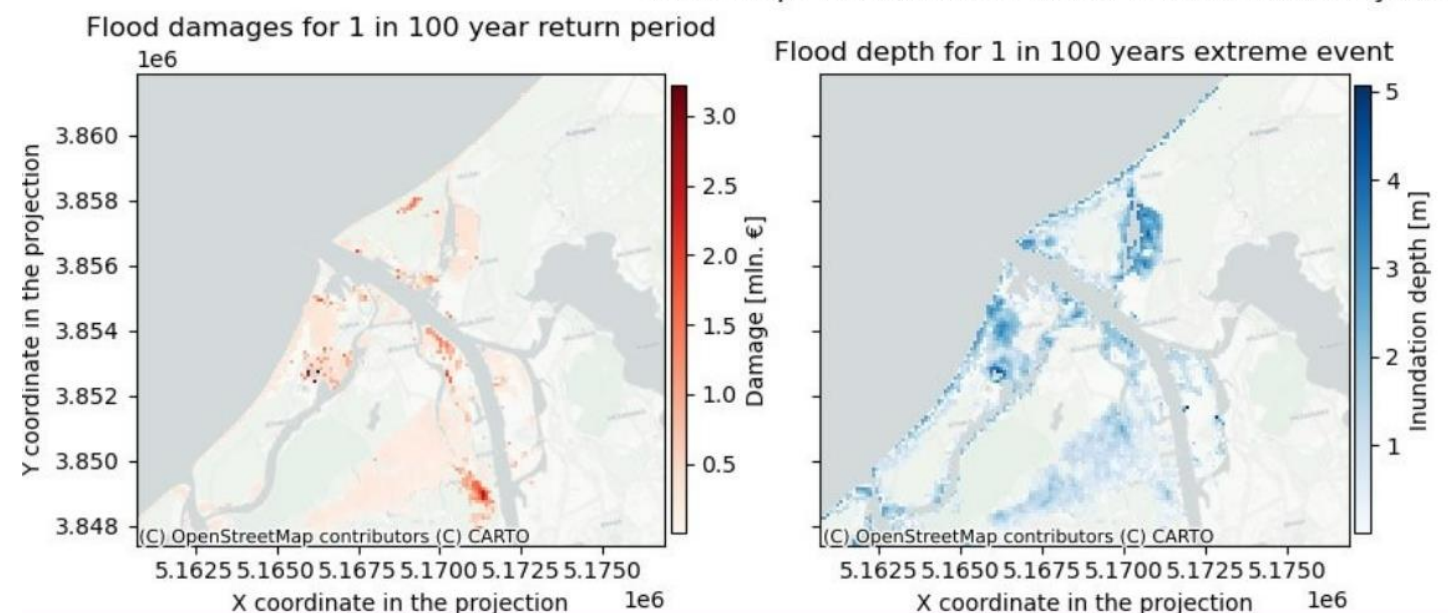 Flood damages for 1 in 100 year return period
1e6
3.860
3.858
3.856
3.854
3.852
3.850
3.848
Y coordinate in the projection
(C) OpenStreetMap contributors (C) CARTO
5.1625 5.1650 5.1675 5.1700 5.1725 5.1750
X coordinate in the projection
1e6
3.0
2.5
2.0
1.5
1.0
0.5
Damage [mln. €]
Flood depth for 1 in 100 years extreme event
(C) OpenStreetMap contributors (C) CARTO
5.1625 5.1650 5.1675 5.1700 5.1725 5.1750
X coordinate in the projection
1e6
5
4
3
2
1
Inundation depth [m]